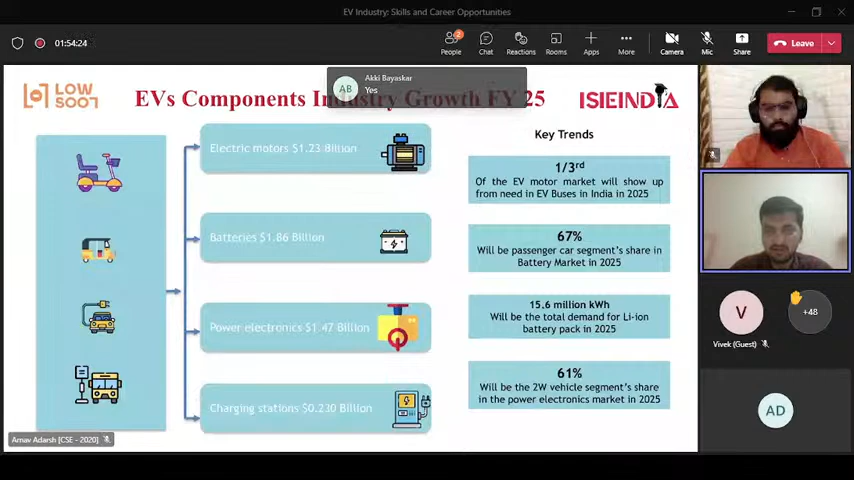 EV Industry: Skills and Career Opportunities
01:54:24
2
People
Chat
Reactions
Rooms
Apps
More
Camera
Mic
Share
Leave
LOW
SOOT
EVs Components Industry Growth FY 25
AB
Akki Bayaskar
Yes
ISIEINDIA
Electric motors $1.23 Billion
Batteries $1.86 Billion
Power electronics $1.47 Billion
Charging stations $0.230 Billion
Key Trends
1/3rd
Of the EV motor market will show up
from need in EV Buses in India in 2025
67%
Will be passenger car segment's share in
Battery Market in 2025
15.6 million kWh
Will be the total demand for Li-ion
battery pack in 2025
61%
Will be the 2W vehicle segment's share
in the power electronics market in 2025
Arnav Adarsh [CSE - 2020]
V
+48
Vivek (Guest)
AD